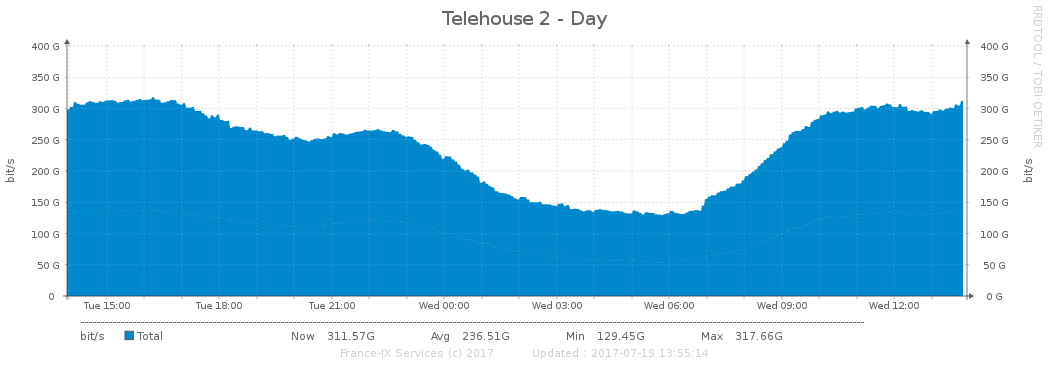 Telehouse 2 - Day
RRDTOOL / TOBI OETIKER
400 G 400 G
350 G 350 G
300 G 300 G
250 G 250 G
200 G 200 G
150 G 150 G
100 G 100 G
50 G 50 G
0 0 G
bit/s bit/s
Tue 15:00 Tue 18:00 Tue 21:00 Wed 00:00 Wed 03:00 Wed 06:00 Wed 09:00 Wed 12:00
bit/s Total Now 311.57G Avg 236.51G Min 129.45G Max 317.66G
France-IX Services (c) 2017 Updated : 2017-07-19 13:55:14